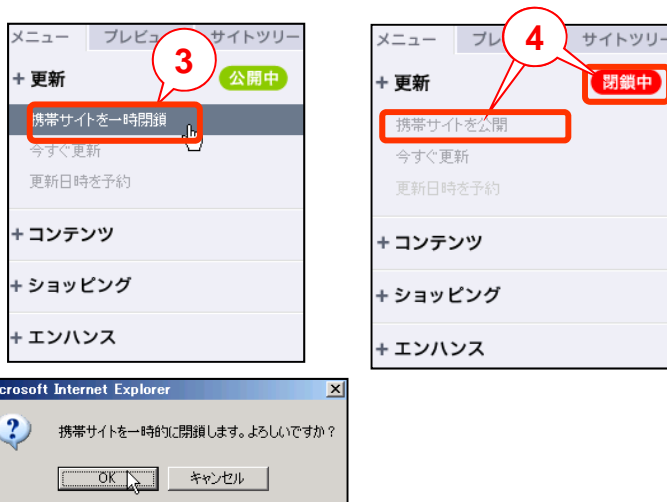 メニュー プレビュ サイトツリー
3
+ 更新 公開中
携帯サイトを一時閉鎖
今すぐ更新
更新日時を予約
+ コンテンツ
+ ショッピング
+ エンハンス
メニュー プレ サイトツリー
4
+ 更新 閉鎖中
携帯サイトを公開
今すぐ更新
更新日時を予約
+ コンテンツ
+ ショッピング
+ エンハンス
crosoft Internet Explorer
携帯サイトを一時的に閉鎖します。よろしいですか？
OK キャンセル